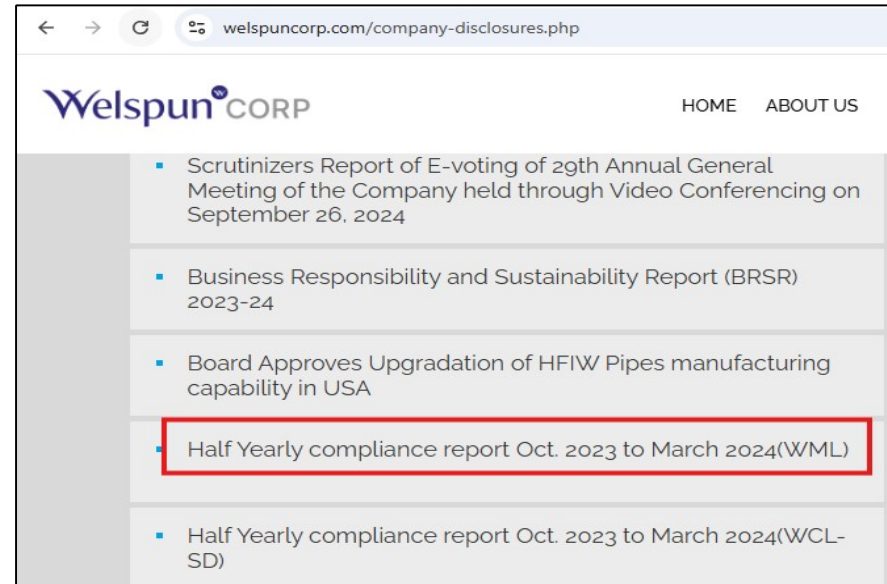 welspuncorp.com/company-disclosures.php
Welspun CORP
HOME ABOUT US
Scrutinizers Report of E-voting of 29th Annual General
Meeting of the Company held through Video Conferencing on
September 26, 2024
Business Responsibility and Sustainability Report (BRSR)
2023-24
Board Approves Upgradation of HFIW Pipes manufacturing
capability in USA
Half Yearly compliance report Oct. 2023 to March 2024(WML)
Half Yearly compliance report Oct. 2023 to March 2024(WCL-
SD)